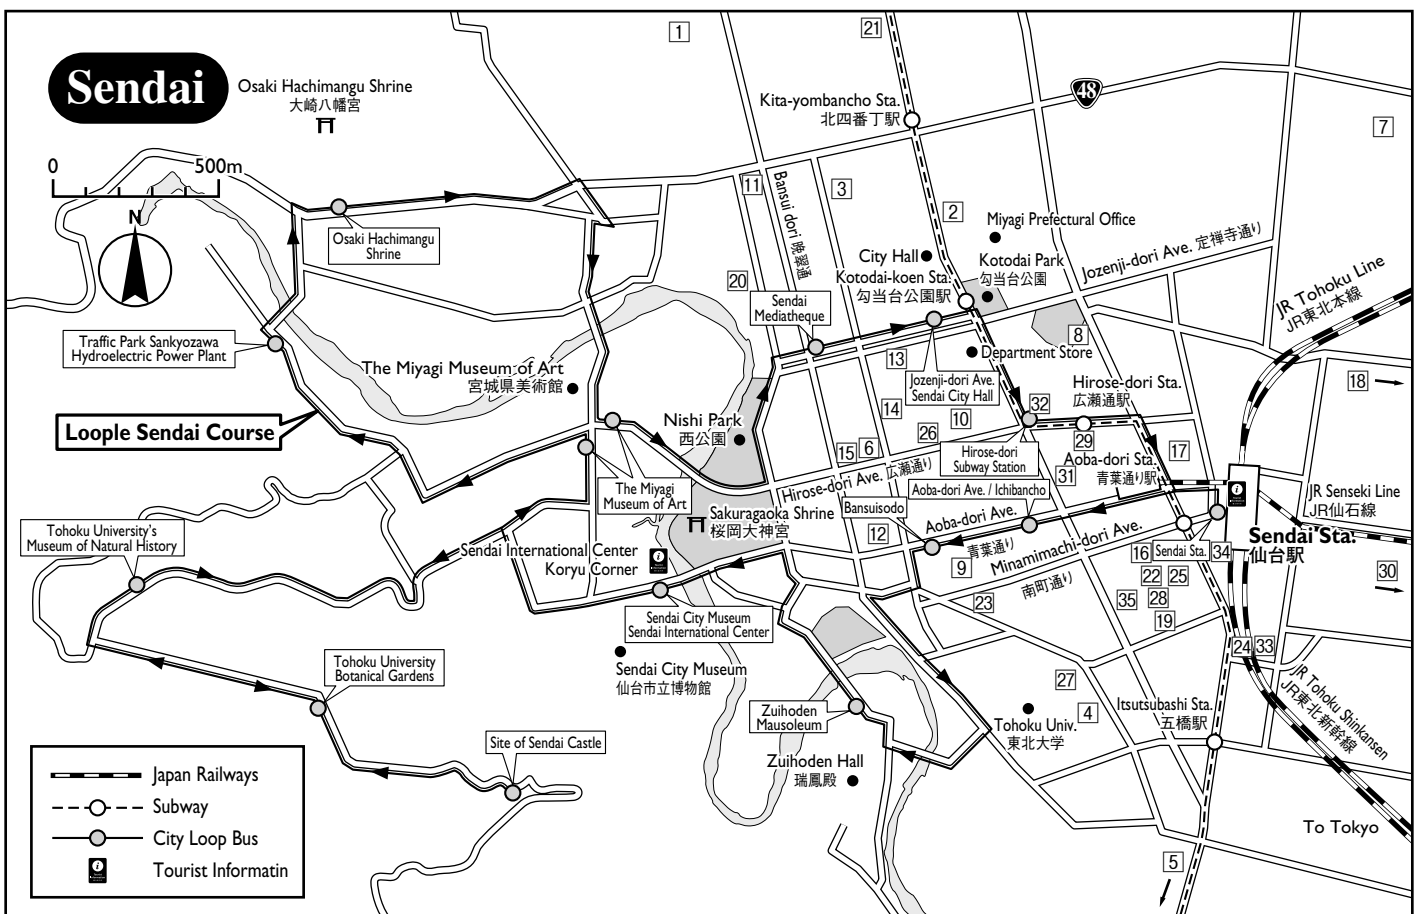 Sendai
Osaki Hachimangu Shrine
大崎八幡宮
0 500m
N
1
21
Kita-yombancho Sta.
北四番丁駅
48
7
11
Bansui dori 晩翠通
3
2
Miyagi Prefectural Office
Osaki Hachimangu
Shrine
City Hall
Kotodai-koen Sta.
勾当台公園駅
Kotodai Park
勾当台公園
Jozenji-dori Ave. 定禅寺通り
JR Tohoku Line
JR東北本線
20
Sendai
Mediatheque
Traffic Park Sankyozawa
Hydroelectric Power Plant
8
The Miyagi Museum of Art
宮城県美術館
13
Department Store
Jozenji-dori Ave.
Sendai City Hall
Hirose-dori Sta.
広瀬通駅
18
Loople Sendai Course
Nishi Park
西公園
14
10
32
26
29
15
6
Hirose-dori
Subway Station
Aoba-dori Sta.
青葉通り駅
17
31
Hirose-dori Ave. 広瀬通り
The Miyagi
Museum of Art
Aoba-dori Ave. / Ichibancho
JR Senseki Line
JR仙石線
Bansuisodo
Sakuragaoka Shrine
桜岡大神宮
Aoba-dori Ave.
青葉通り
Tohoku University's
Museum of Natural History
12
Minamimachi-dori Ave.
南町通り
Sendai Sta.
仙台駅
Sendai International Center
Koryu Corner
9
16
Sendai Sta.
34
22
25
30
23
35
28
19
Sendai City Museum
Sendai International Center
24
33
Tohoku University
Botanical Gardens
Sendai City Museum
仙台市立博物館
27
JR Tohoku Shinkansen
JR東北新幹線
Zuihoden
Mausoleum
4
Itsutsubashi Sta.
五橋駅
Tohoku Univ.
東北大学
Site of Sendai Castle
Zuihoden Hall
瑞鳳殿
Japan Railways
Subway
City Loop Bus
Tourist Informatin
To Tokyo
5